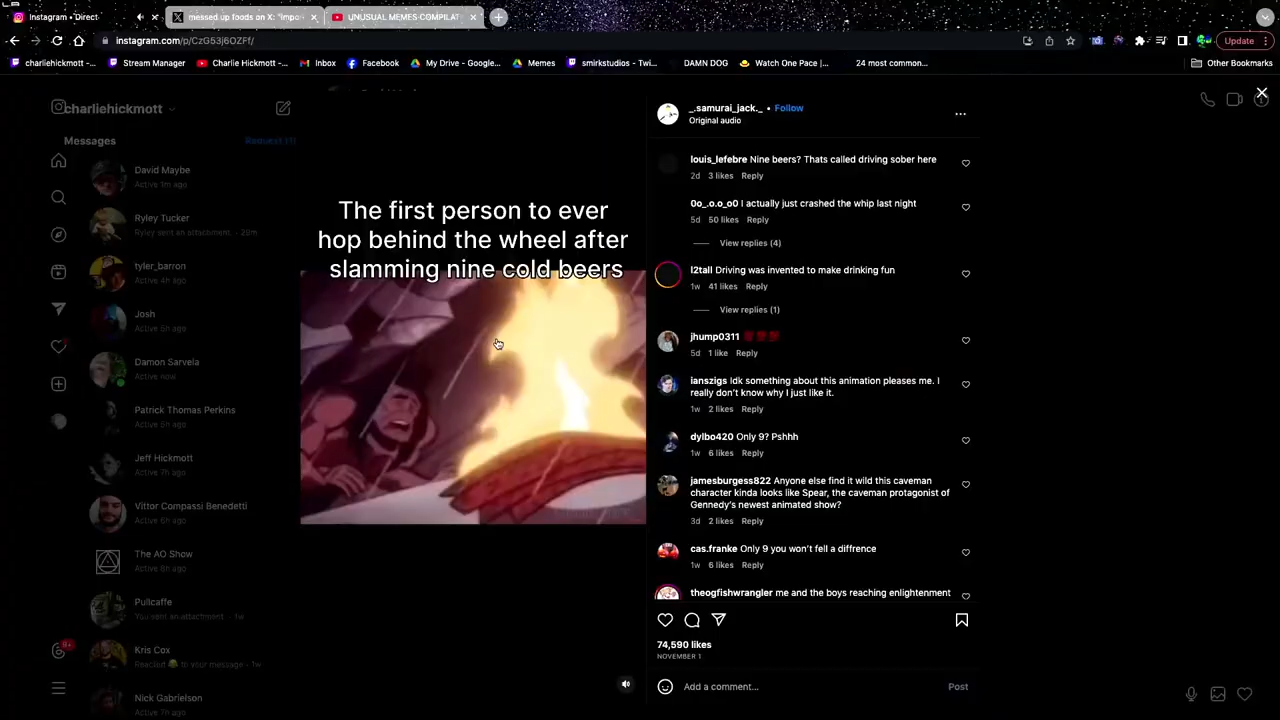 Instagram • Direct
messed up foods on X: "impo
UNUSUAL MEMES COMPILAT
instagram.com/p/CzG53j6OZFf/
Update
charliehickmott -...
Stream Manager
Charlie Hickmott -...
Inbox
Facebook
My Drive - Google...
Memes
smirkstudios - Twi...
DAMN DOG
Watch One Pace |...
24 most common...
Other Bookmarks
charliehickmott
Messages
Request (1)
David Maybe
Active 1m ago
Ryley Tucker
Ryley sent an attachment. · 29m
tyler_barron
Active 4h ago
Josh
Active 5h ago
Damon Sarvela
Active now
Patrick Thomas Perkins
Active 5h ago
Jeff Hickmott
Active 7h ago
Vittor Compassi Benedetti
Active 6h ago
The AO Show
Active 8h ago
Pullcaffe
You sent an attachment. · 1w
9+
Kris Cox
Reacted 😂 to your message · 1w
Nick Gabrielson
Active 7h ago
The first person to ever
hop behind the wheel after
slamming nine cold beers
_.samurai_jack._ • Follow
Original audio
louis_lefebre Nine beers? Thats called driving sober here
2d 3 likes Reply
0o_.o.o_o0 I actually just crashed the whip last night
5d 50 likes Reply
View replies (4)
l2tall Driving was invented to make drinking fun
1w 41 likes Reply
View replies (1)
jhump0311 💯💯💯
5d 1 like Reply
ianszigs Idk something about this animation pleases me. I
really don't know why I just like it.
1w 2 likes Reply
dylbo420 Only 9? Pshhh
1w 6 likes Reply
jamesburgess822 Anyone else find it wild this caveman
character kinda looks like Spear, the caveman protagonist of
Gennedy's newest animated show?
3d 2 likes Reply
cas.franke Only 9 you won't fell a diffrence
1w 6 likes Reply
theogfishwrangler me and the boys reaching enlightenment
74,590 likes
NOVEMBER 1
Add a comment...
Post